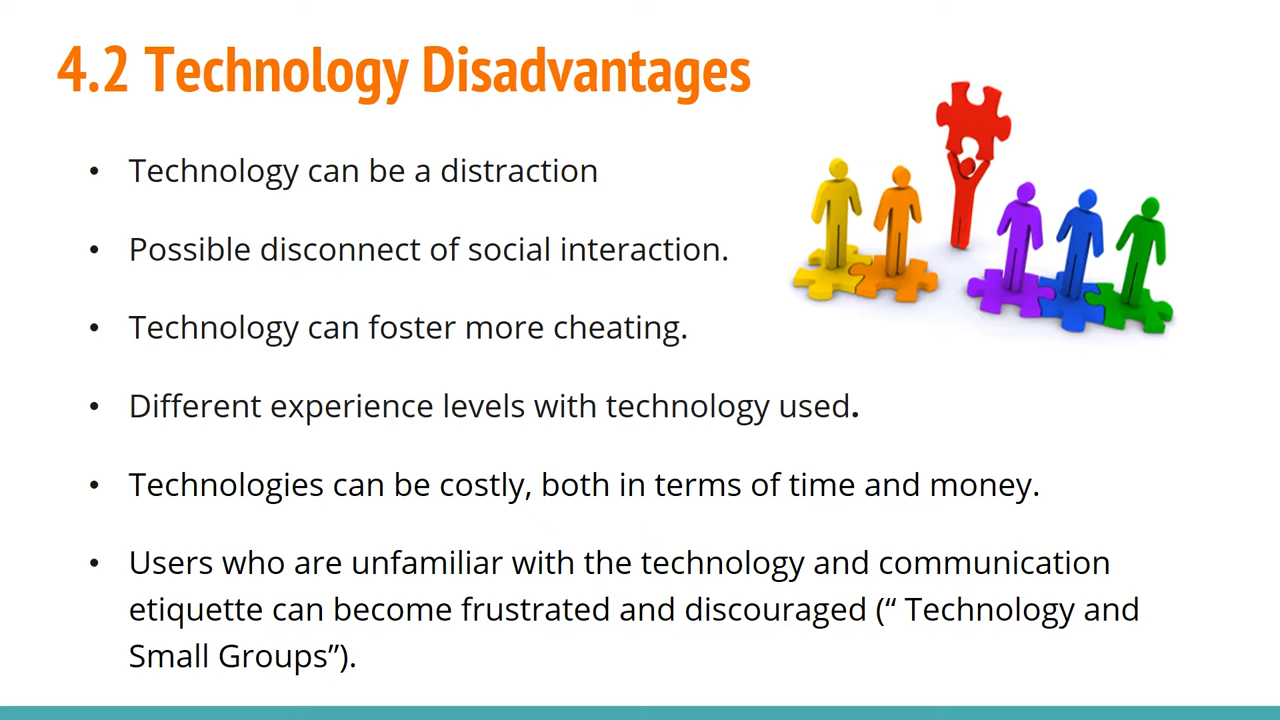 4.2 Technology Disadvantages
• Technology can be a distraction
• Possible disconnect of social interaction.
• Technology can foster more cheating.
• Different experience levels with technology used.
• Technologies can be costly, both in terms of time and money.
• Users who are unfamiliar with the technology and communication
etiquette can become frustrated and discouraged (“ Technology and
Small Groups”).